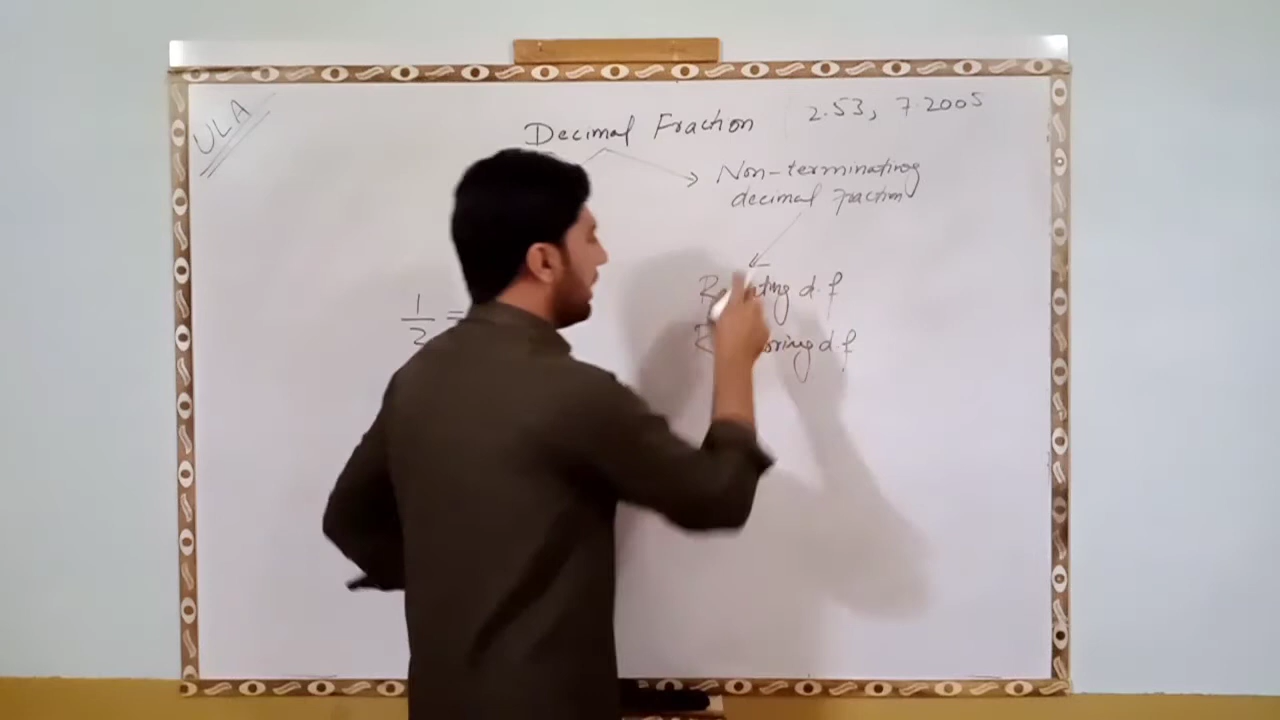 ULA
Decimal Fraction 2.53, 7.2005
Non-terminating
decimal Fraction
d.f
d.f
1/2 =